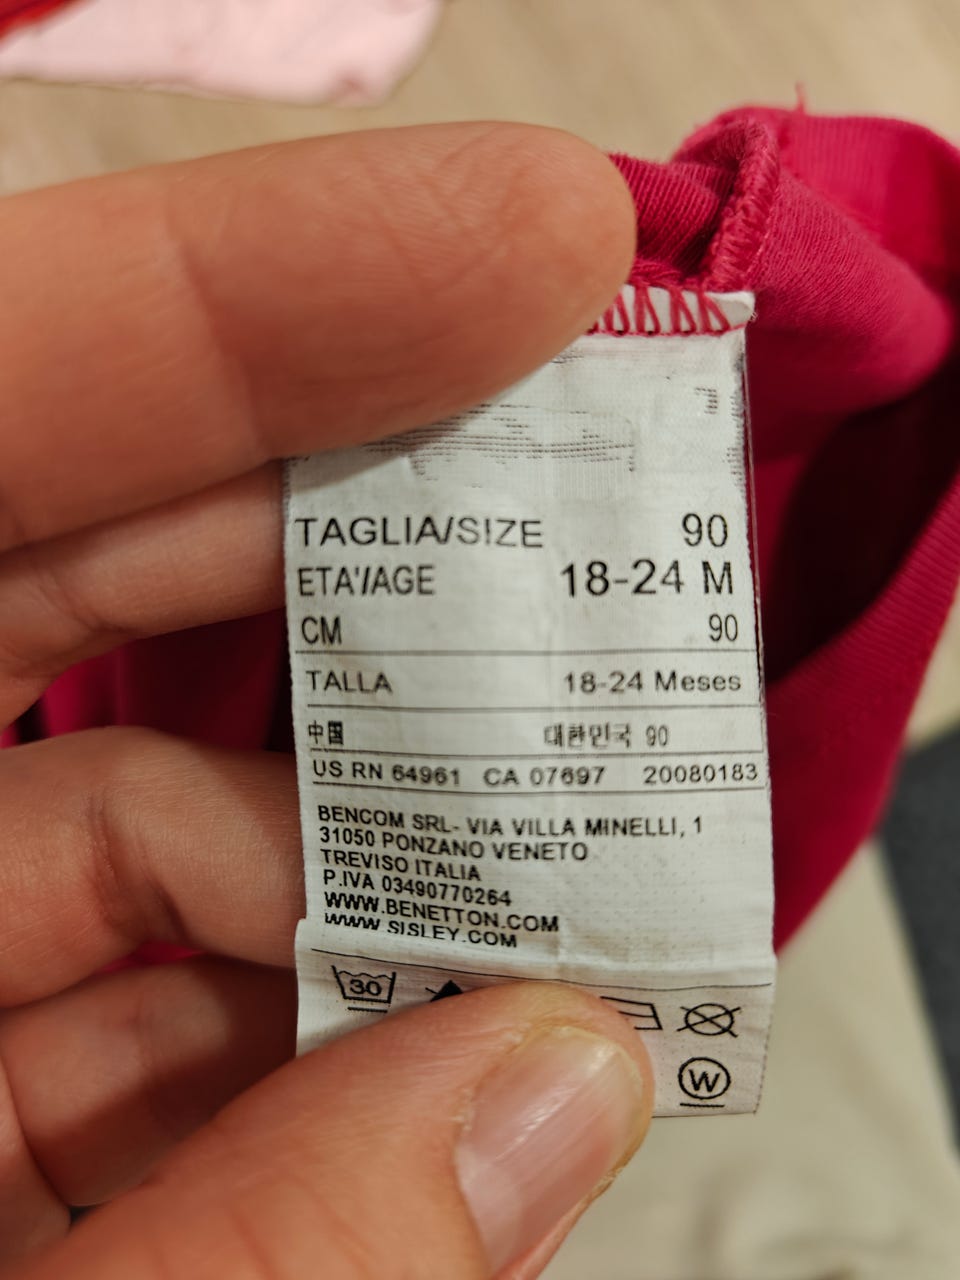 TAGLIA/SIZE 90
ETA'/AGE 18-24 M
CM 90
TALLA 18-24 Meses
中国 대한민국 90
US RN 64961 CA 07697 20080183
BENCOM SRL- VIA VILLA MINELLI, 1
31050 PONZANO VENETO
TREVISO ITALIA
P.IVA 03490770264
WWW.BENETTON.COM
WWW.SISLEY.COM
30
W